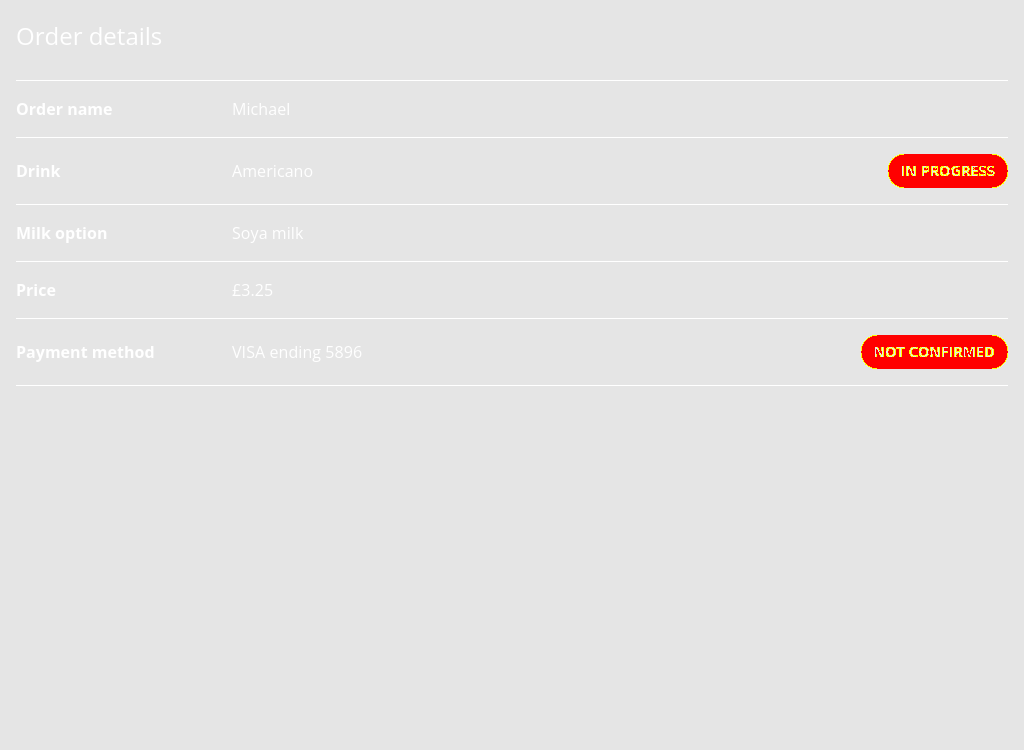 Order details
Order name Michael
Drink Americano IN PROGRESS
Milk option Soya milk
Price £3.25
Payment method VISA ending 5896 NOT CONFIRMED